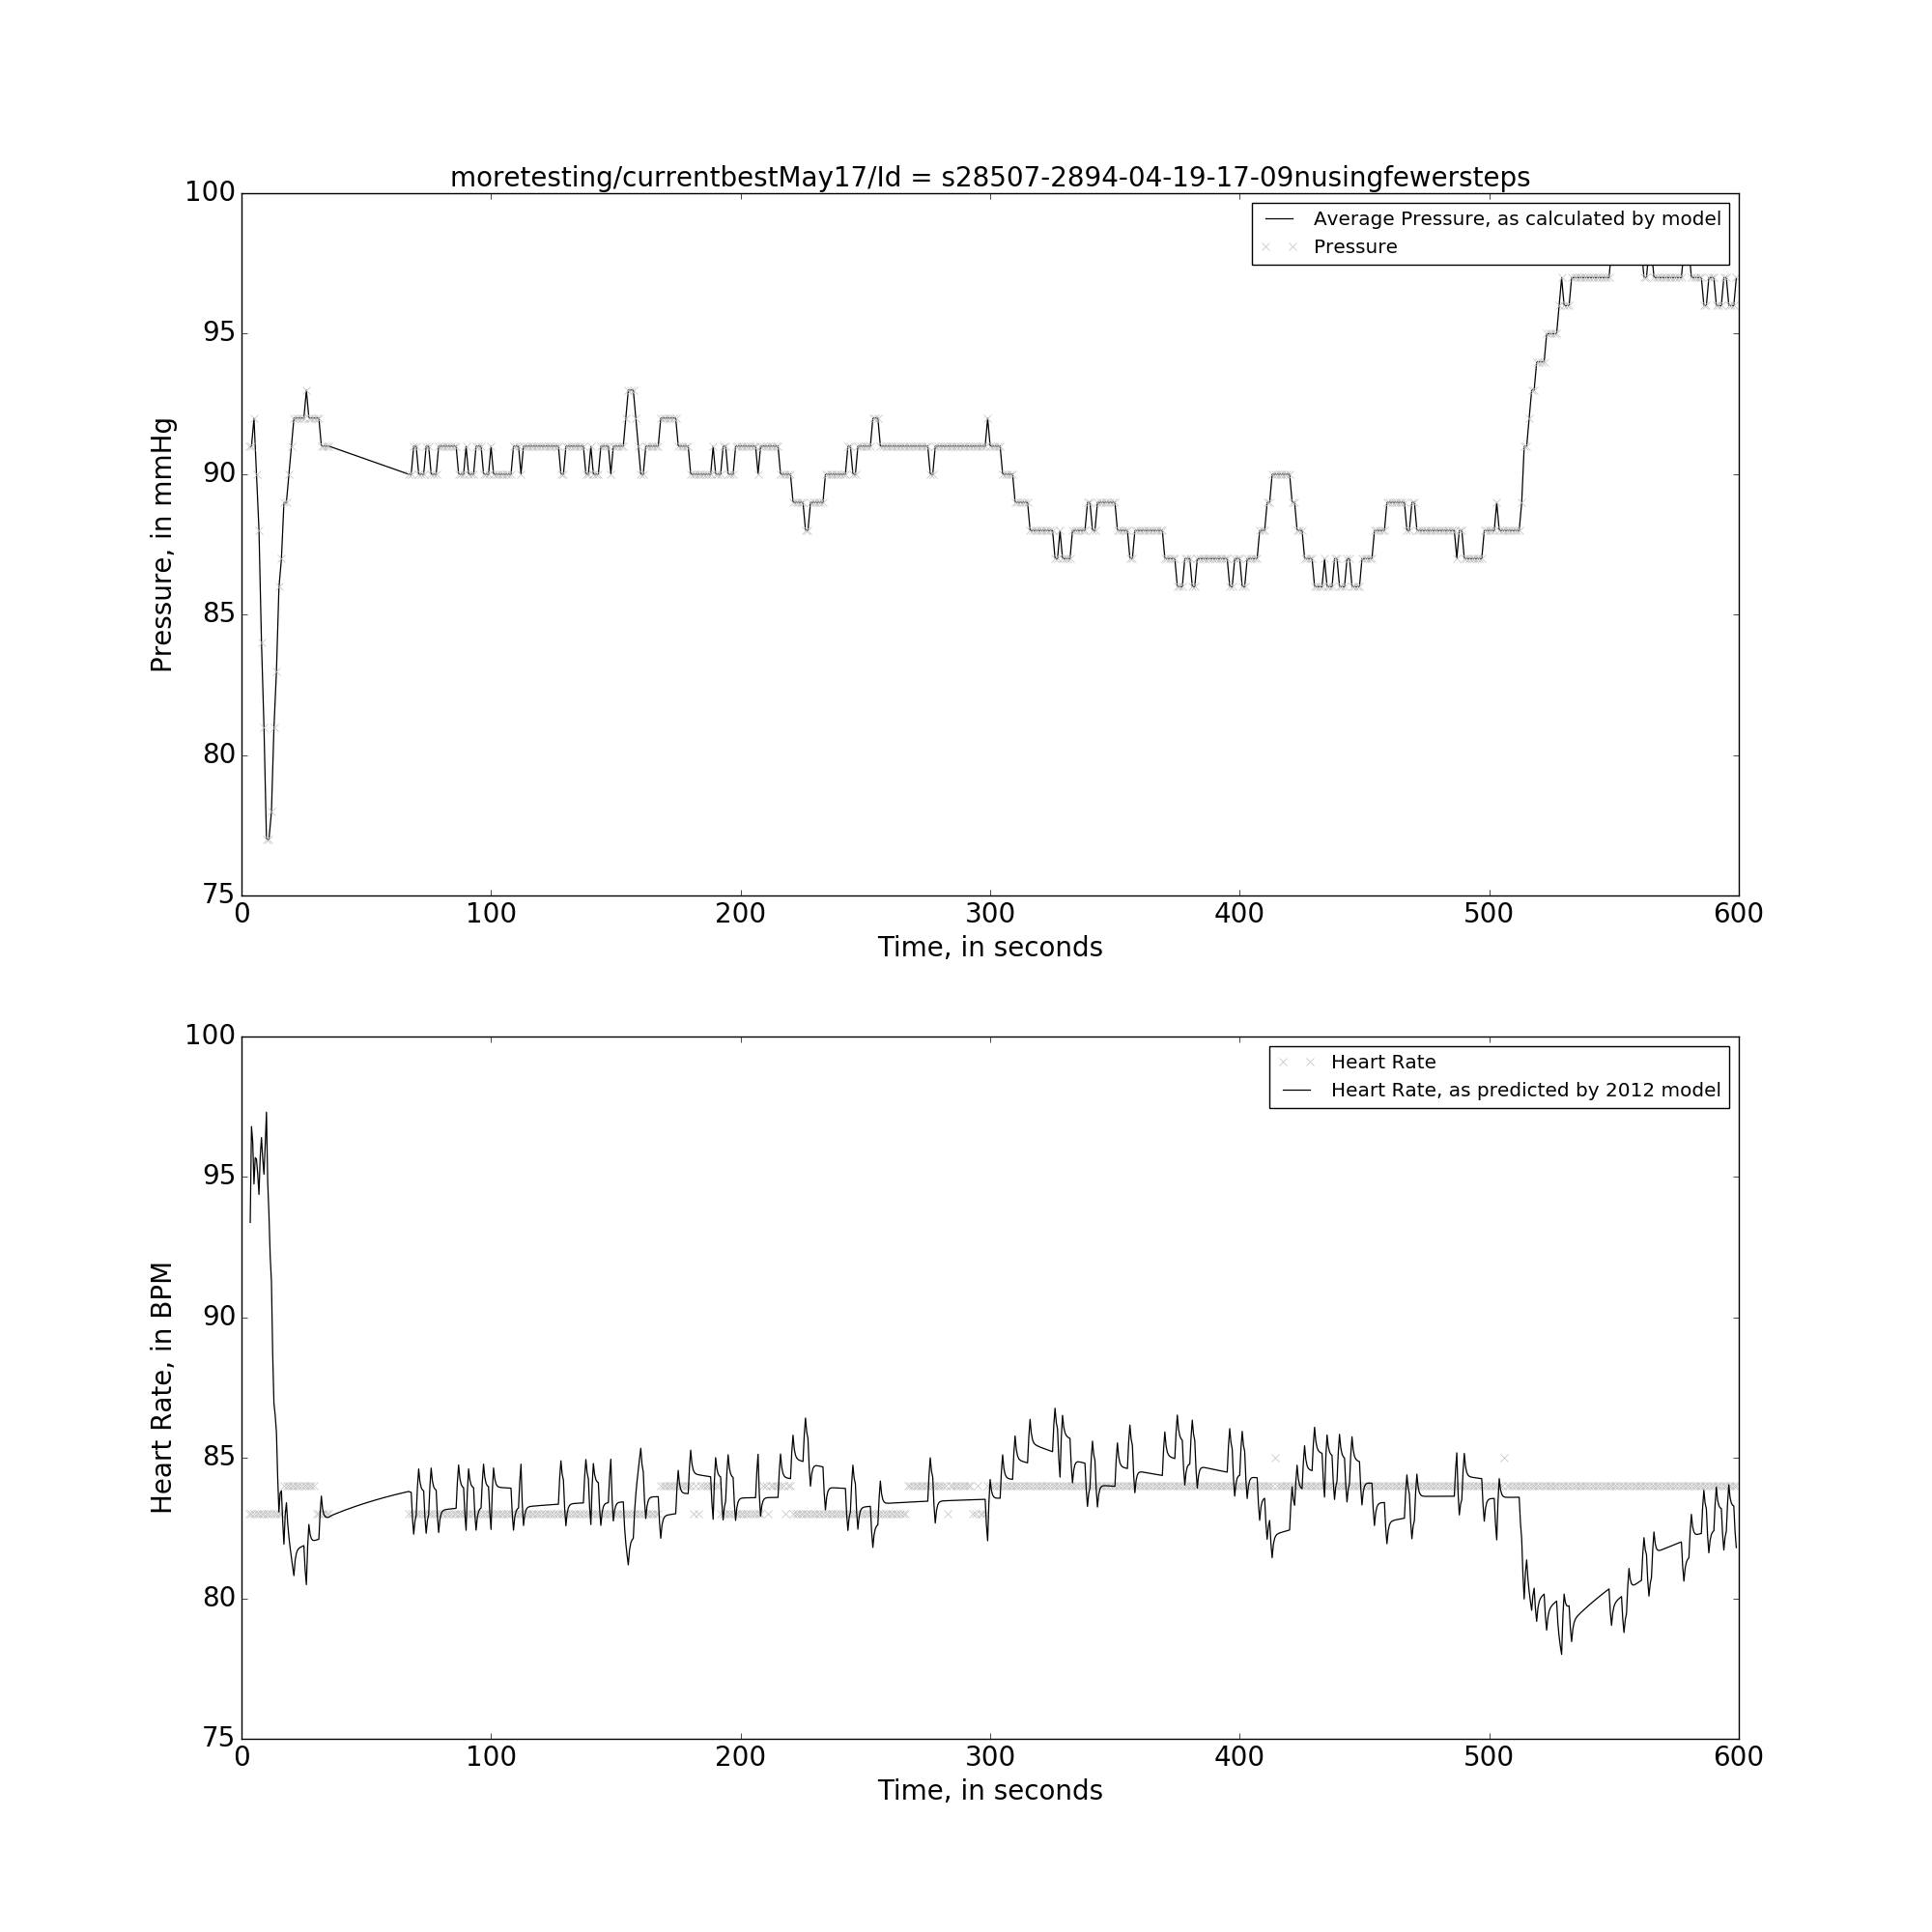 moretesting/currentbestMay17/Id = s28507-2894-04-19-17-09nusingfewersteps
100
95
90
85
80
75
Pressure, in mmHg
Average Pressure, as calculated by model
Pressure
0 100 200 300 400 500 600
Time, in seconds
100
95
90
85
80
75
Heart Rate, in BPM
Heart Rate
Heart Rate, as predicted by 2012 model
0 100 200 300 400 500 600
Time, in seconds